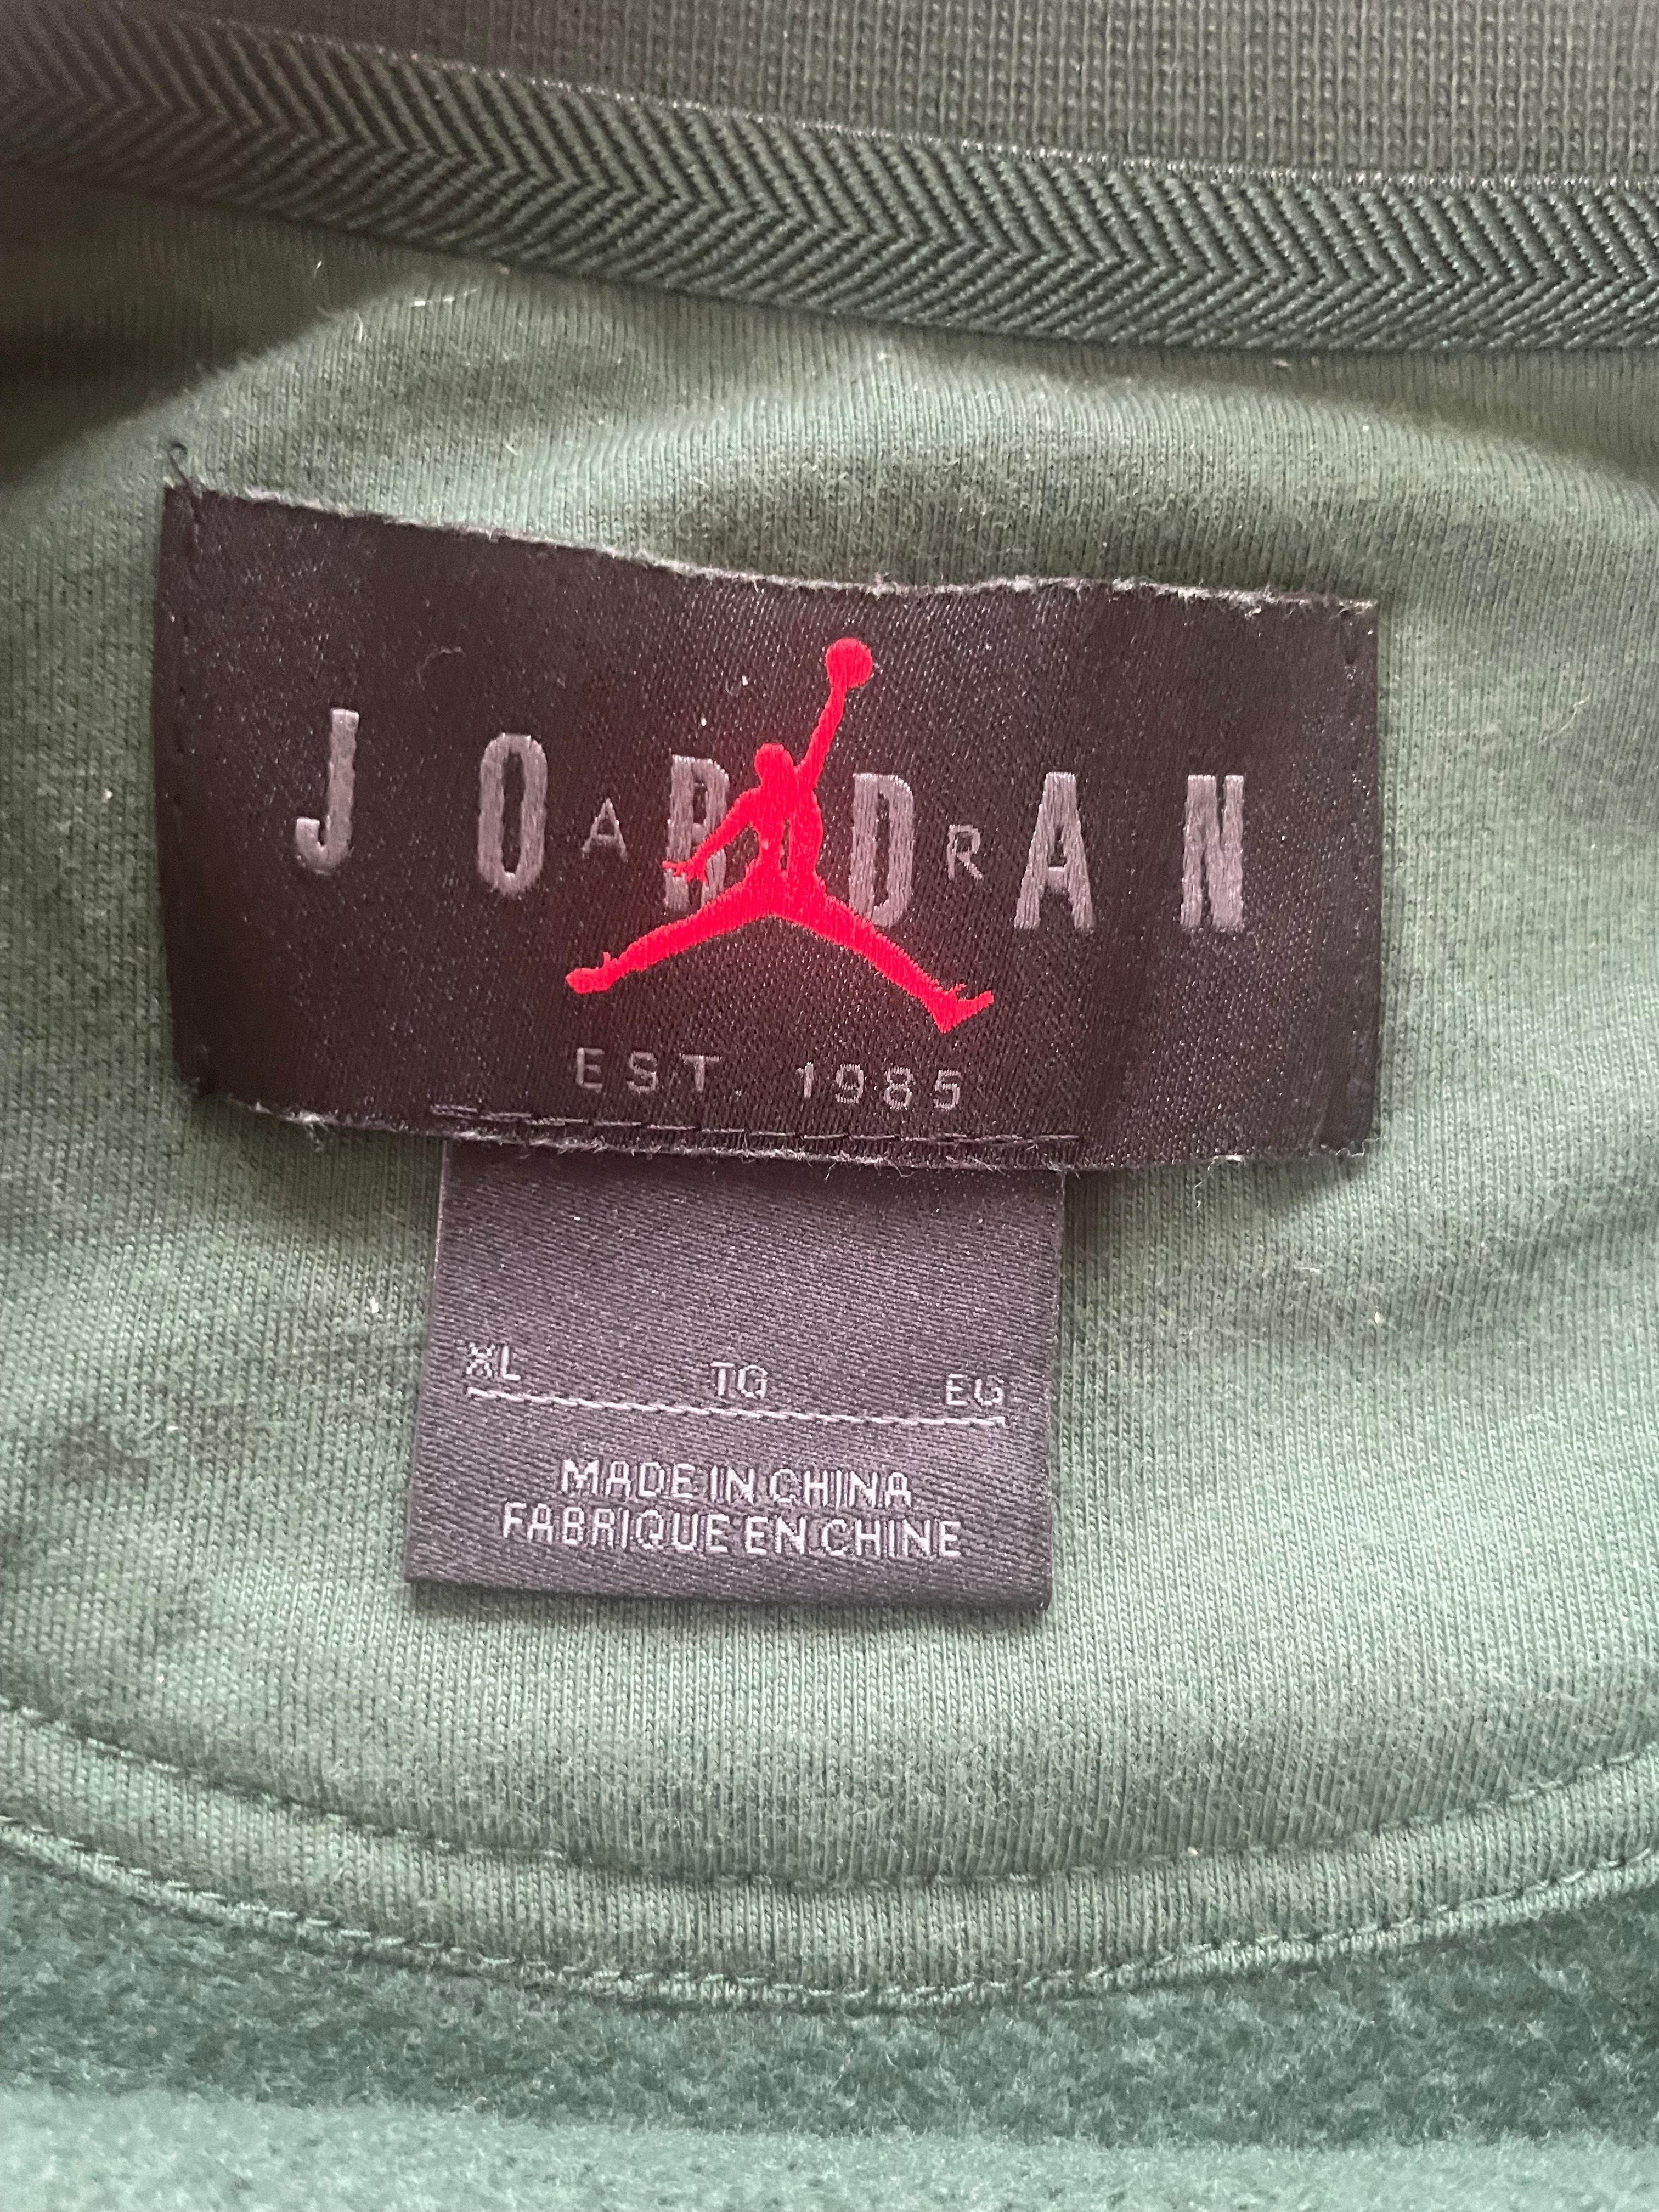 JORDAN
AIR
EST. 1985
XL TG EG
MADE IN CHINA
FABRIQUE EN CHINE